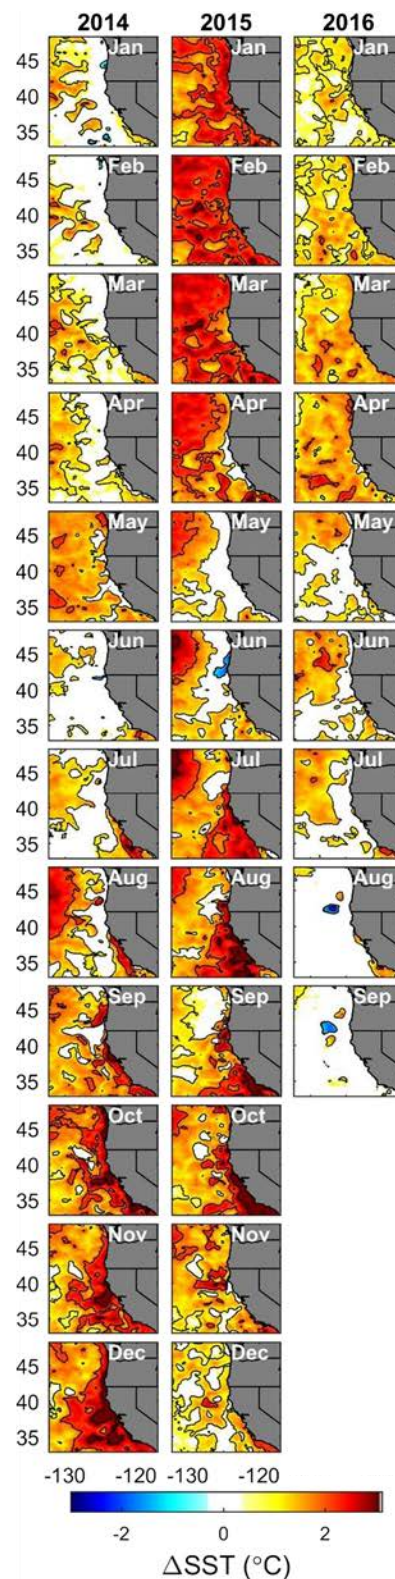 2014 2015 2016
45 Jan Jan Jan
40
35
45 Feb Feb Feb
40
35
45 Mar Mar Mar
40
35
45 Apr Apr Apr
40
35
45 May May May
40
35
45 Jun Jun Jun
40
35
45 Jul Jul Jul
40
35
45 Aug Aug Aug
40
35
45 Sep Sep Sep
40
35
45 Oct Oct
40
35
45 Nov Nov
40
35
45 Dec Dec
40
35
-130 -120 -130 -120
-2 0 2
ΔSST (°C)